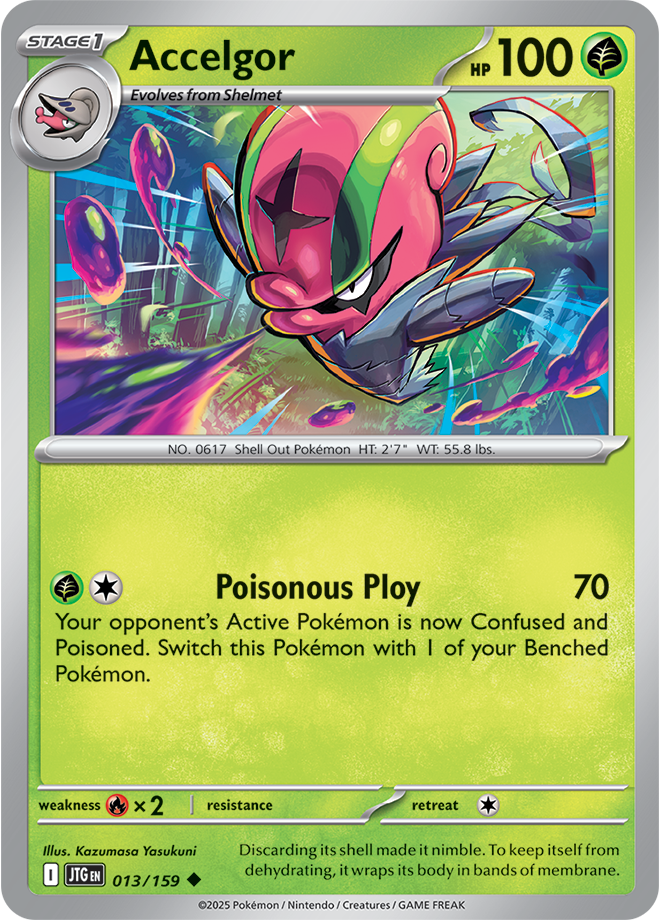 STAGE1
Accelgor
HP 100
Evolves from Shelmet
NO. 0617 Shell Out Pokémon HT: 2'7" WT: 55.8 lbs.
Poisonous Ploy 70
Your opponent's Active Pokémon is now Confused and
Poisoned. Switch this Pokémon with 1 of your Benched
Pokémon.
weakness ×2 resistance retreat
Illus. Kazumasa Yasukuni
Discarding its shell made it nimble. To keep itself from
dehydrating, it wraps its body in bands of membrane.
I JTG EN 013/159
©2025 Pokémon / Nintendo / Creatures / GAME FREAK